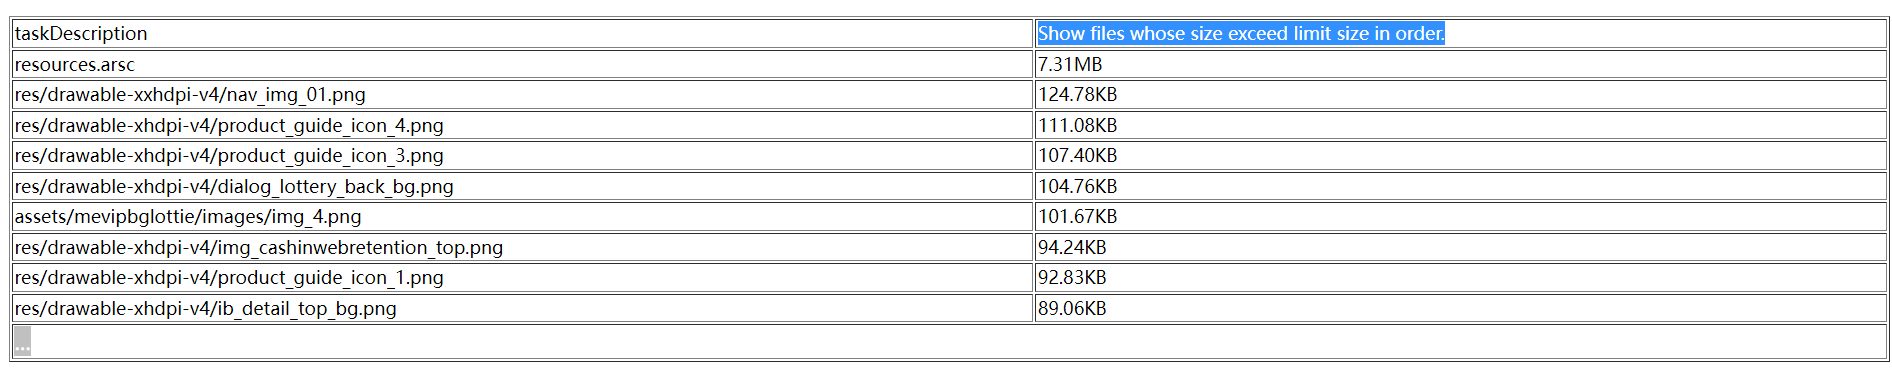 taskDescription Show files whose size exceed limit size in order.
resources.arsc 7.31MB
res/drawable-xxhdpi-v4/nav_img_01.png 124.78KB
res/drawable-xhdpi-v4/product_guide_icon_4.png 111.08KB
res/drawable-xhdpi-v4/product_guide_icon_3.png 107.40KB
res/drawable-xhdpi-v4/dialog_lottery_back_bg.png 104.76KB
assets/mevipbglottie/images/img_4.png 101.67KB
res/drawable-xhdpi-v4/img_cashinwebretention_top.png 94.24KB
res/drawable-xhdpi-v4/product_guide_icon_1.png 92.83KB
res/drawable-xhdpi-v4/ib_detail_top_bg.png 89.06KB
...